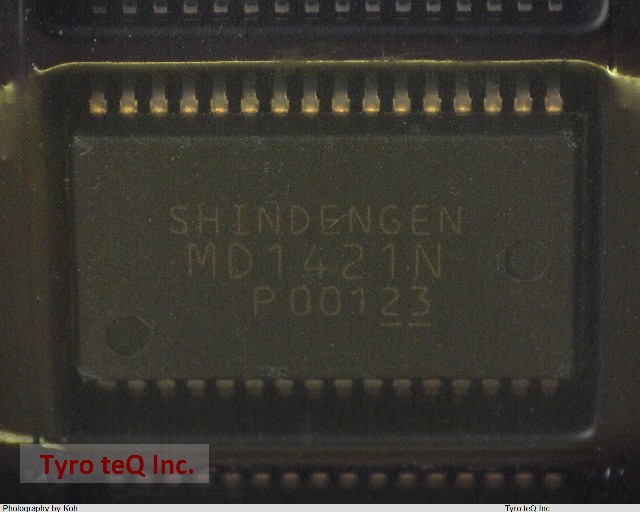 SHINDENGEN
MD1421N
P00123
Tyro teQ Inc.
Photography by Koh
Tyro teQ Inc